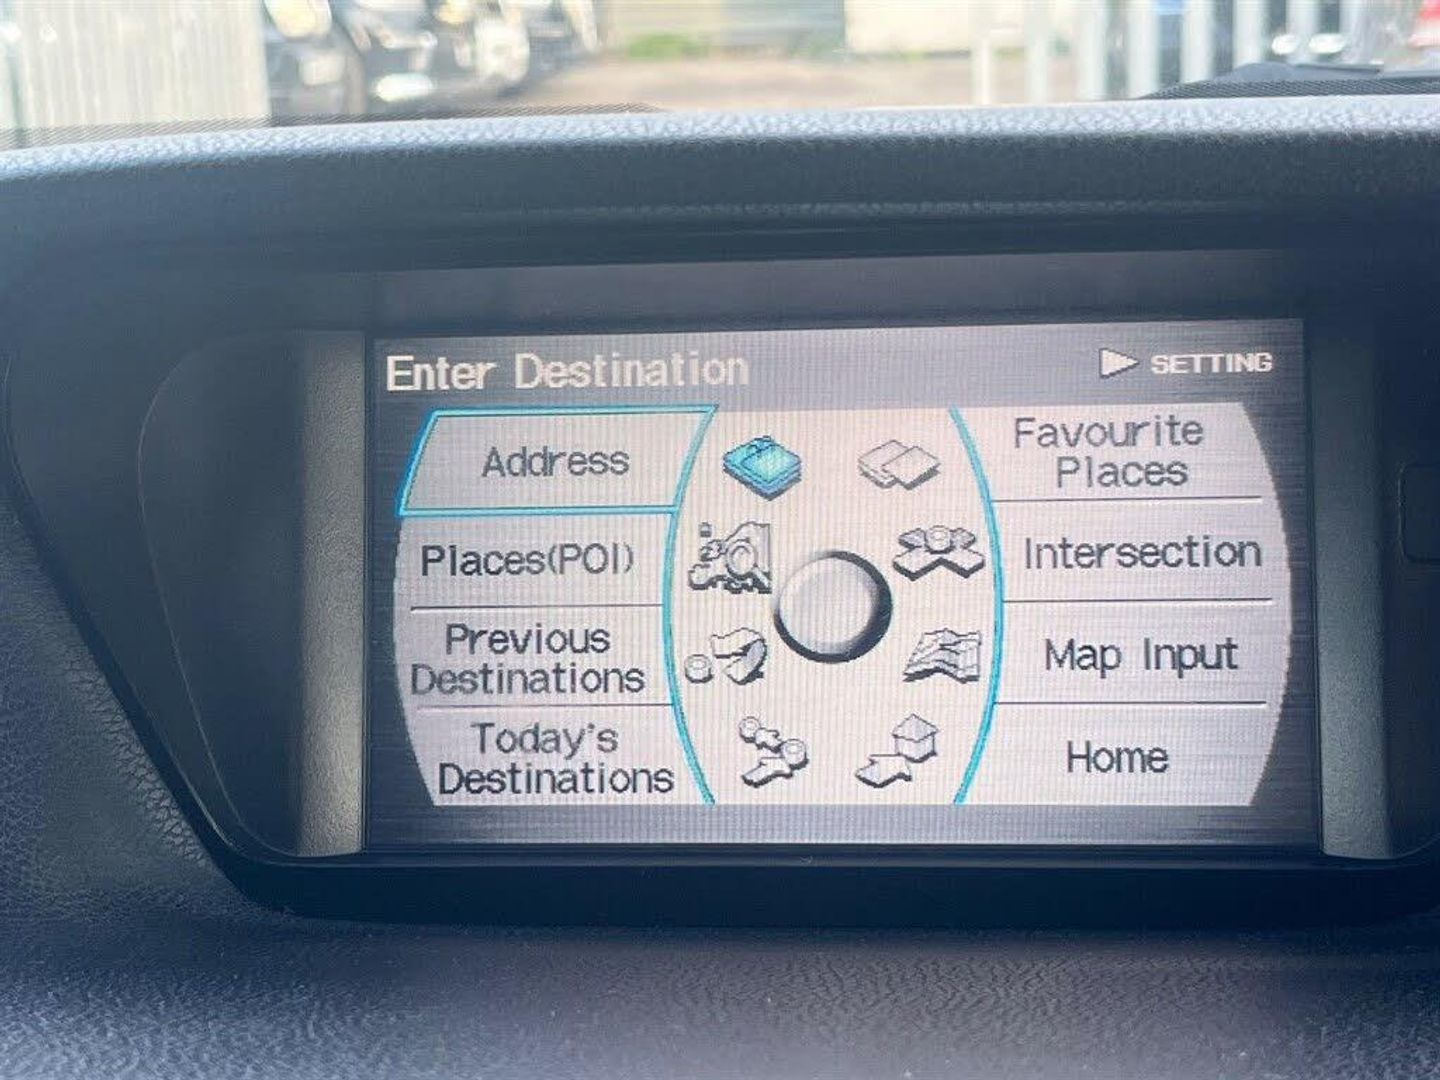 Enter Destination
SETTING
Address
Places(POI)
Previous
Destinations
Today's
Destinations
Favourite
Places
Intersection
Map Input
Home